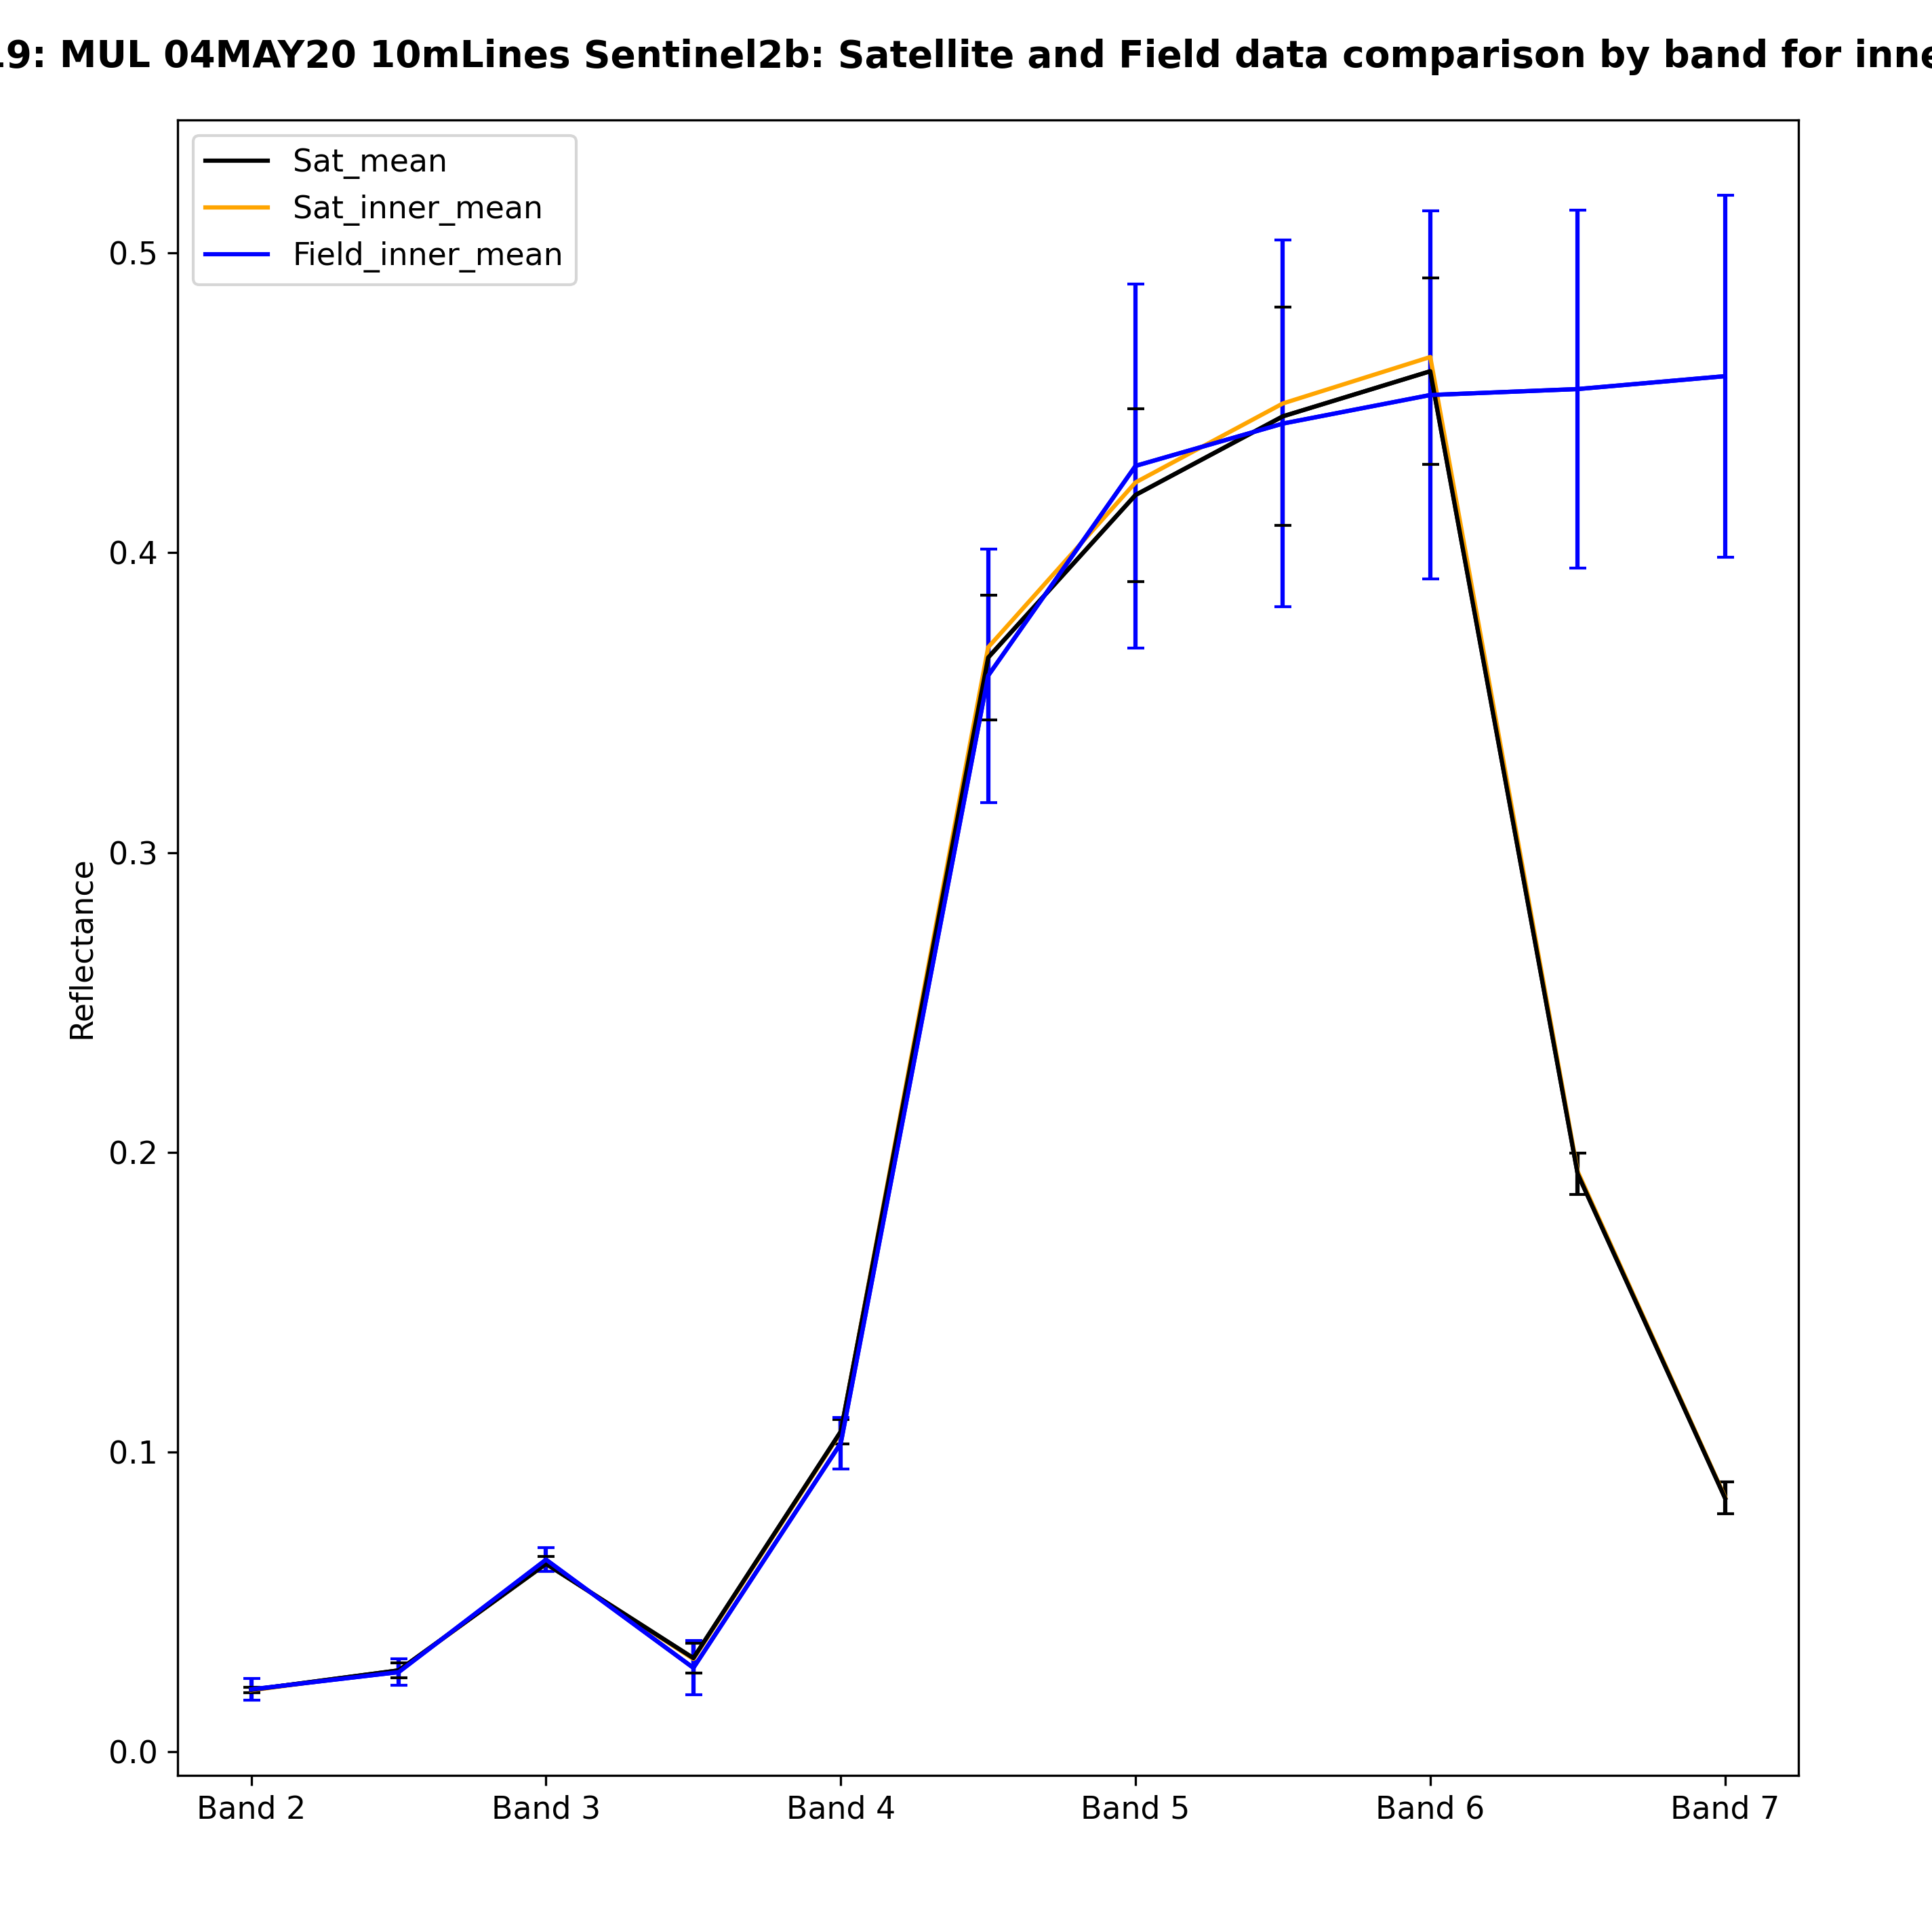 9: MUL 04MAY20 10mLines Sentinel2b: Satellite and Field data comparison by band for inne
Sat_mean
Sat_inner_mean
Field_inner_mean
Reflectance
0.5
0.4
0.3
0.2
0.1
0.0
Band 2 Band 3 Band 4 Band 5 Band 6 Band 7